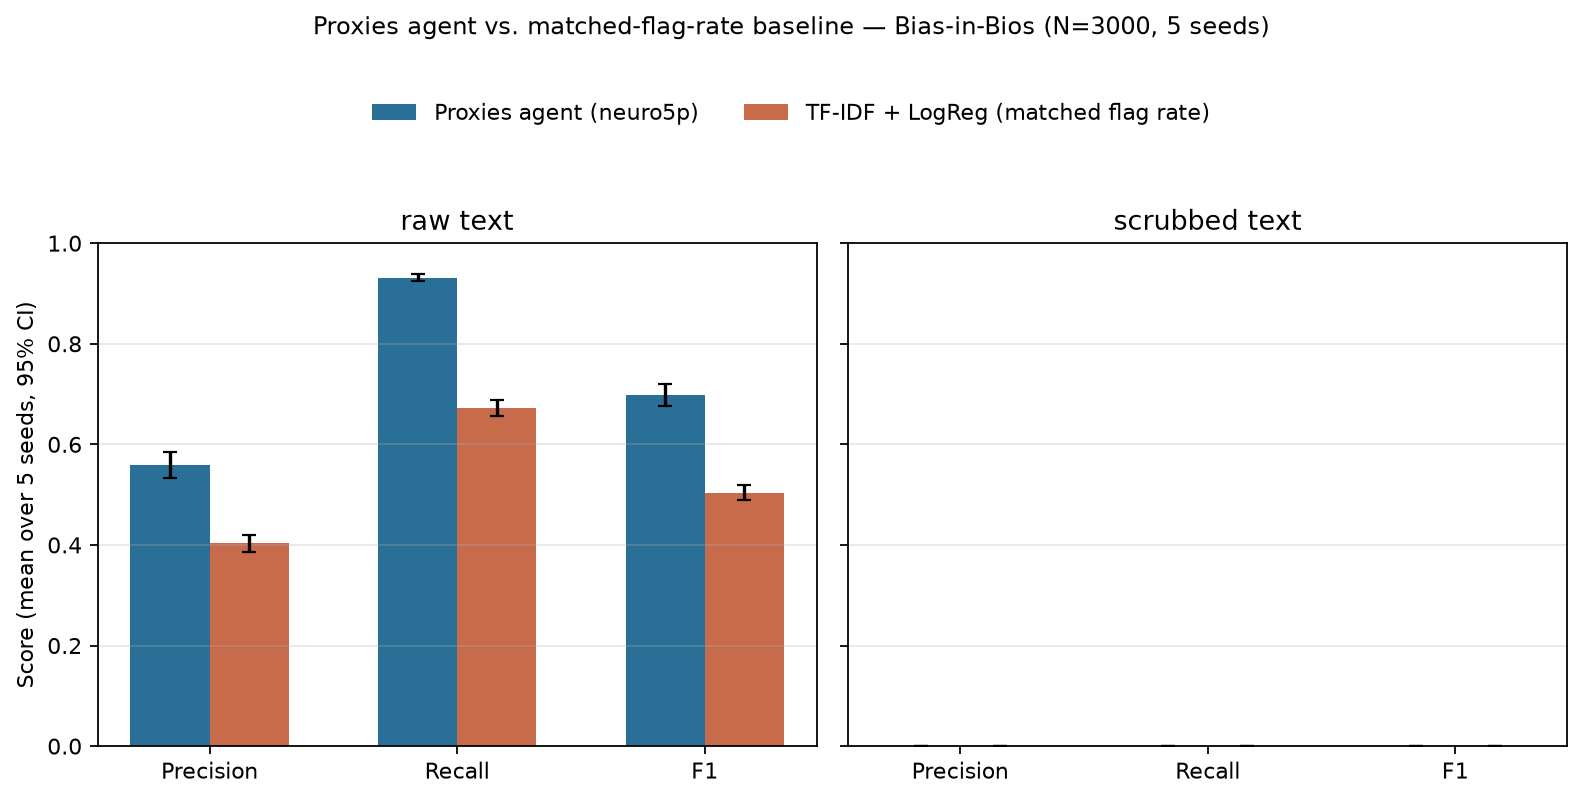 Proxies agent vs. matched-flag-rate baseline — Bias-in-Bios (N=3000, 5 seeds)
Proxies agent (neuro5p)
TF-IDF + LogReg (matched flag rate)
raw text
scrubbed text
Score (mean over 5 seeds, 95% CI)
1.0
0.8
0.6
0.4
0.2
0.0
Precision
Recall
F1
Precision
Recall
F1